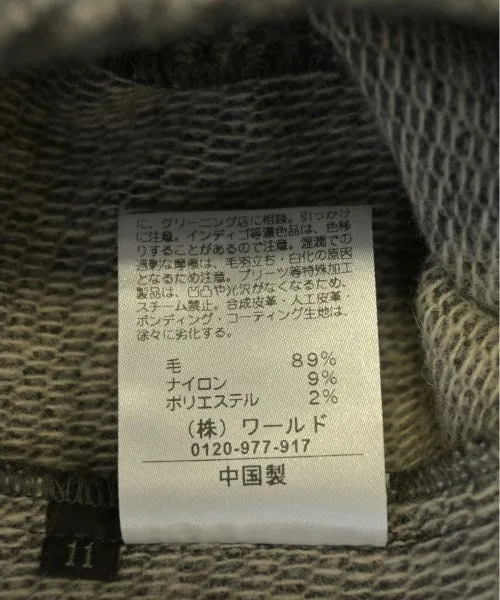 に、クリーニング店に相談。引っかけ
に注意。インディゴ等濃色品は、色移
りすることがあるので注意。湿潤での
過剰な摩擦は、毛羽立ち・白化の原因
となるため注意。プリーツ等特殊加工
製品は、凹凸や光沢がなくなるため、
スチーム禁止。合成皮革・人工皮革・
ボンディング・コーティング生地は、
徐々に劣化する。
毛 89%
ナイロン 9%
ポリエステル 2%
(株)ワールド
0120-977-917
中国製
11